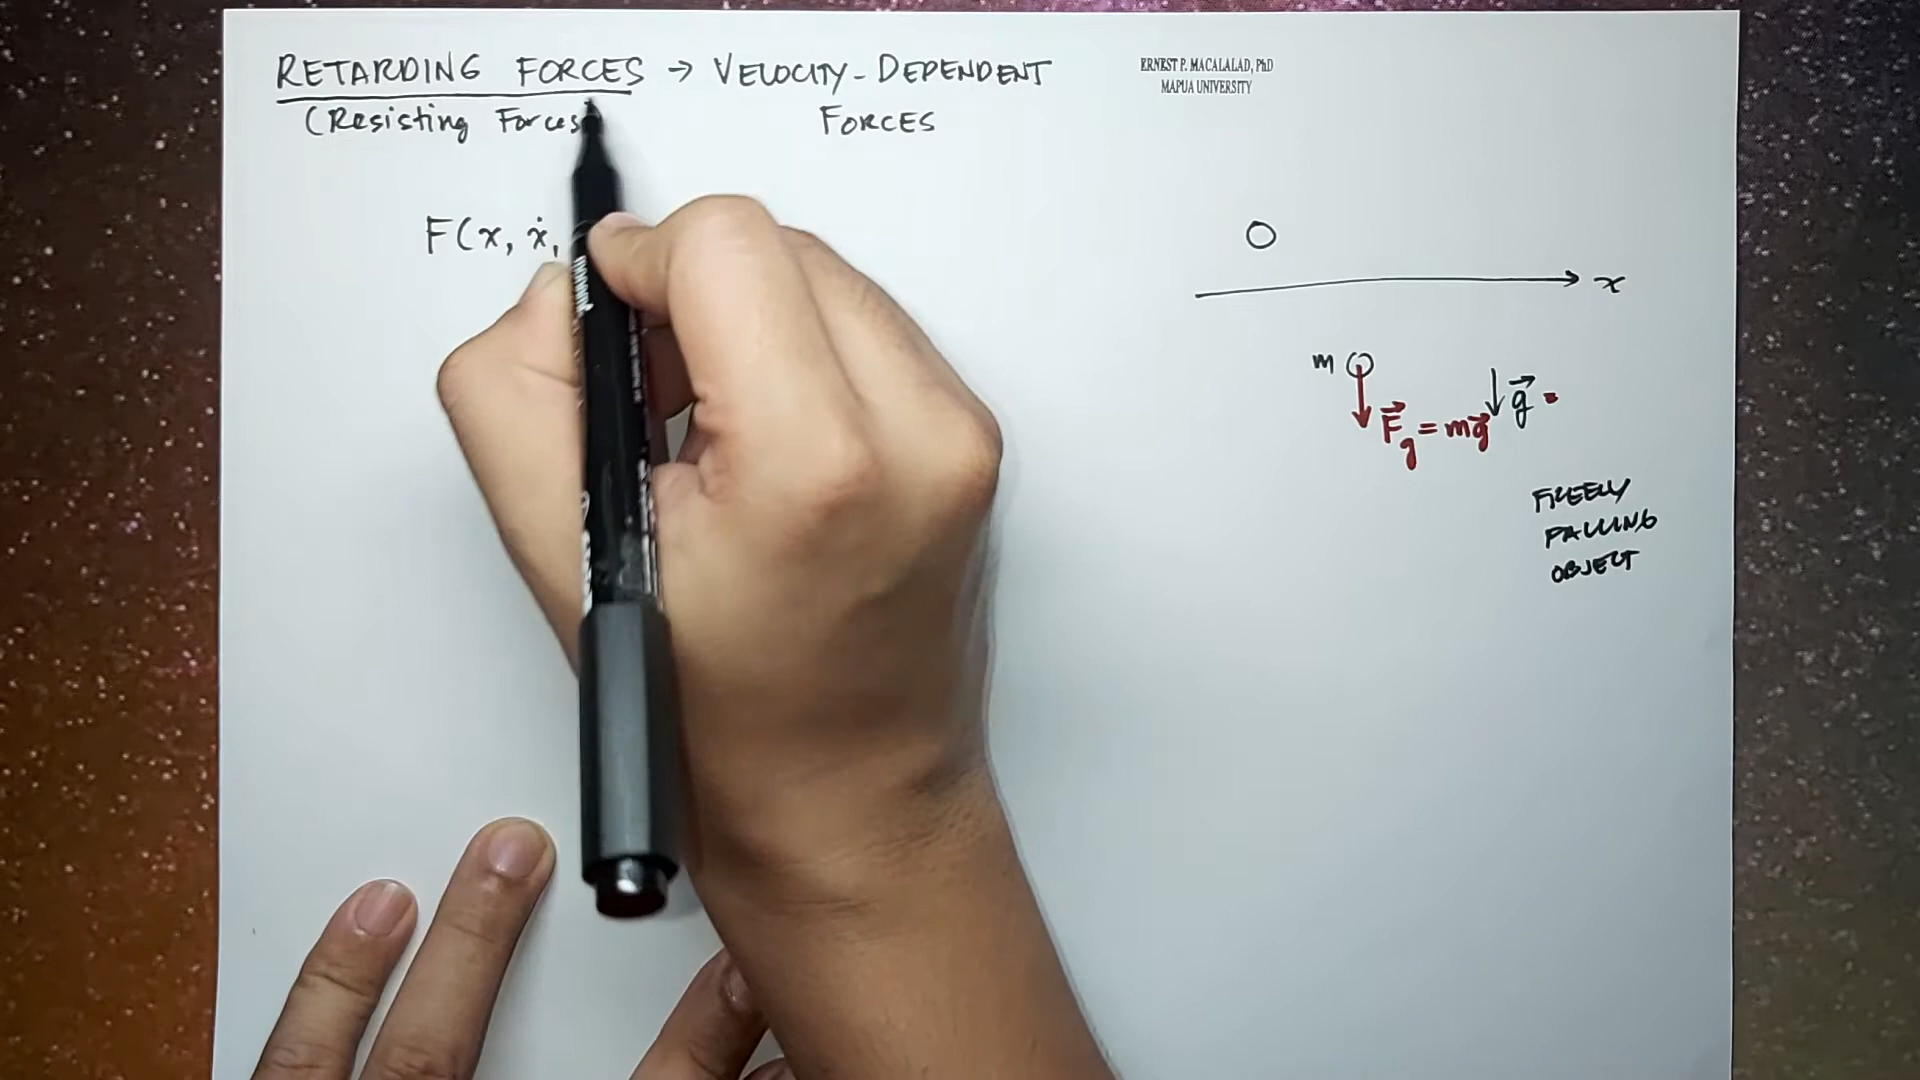 RETARDING FORCES → VELOCITY-DEPENDENT
(Resisting Forces)
FORCES
ERNEST P. MACALALAD, PhD
MAPUA UNIVERSITY
F(x, ẋ,
O
x
m
F⃗g = mg⃗
g⃗
FREELY
FALLING
OBJECT